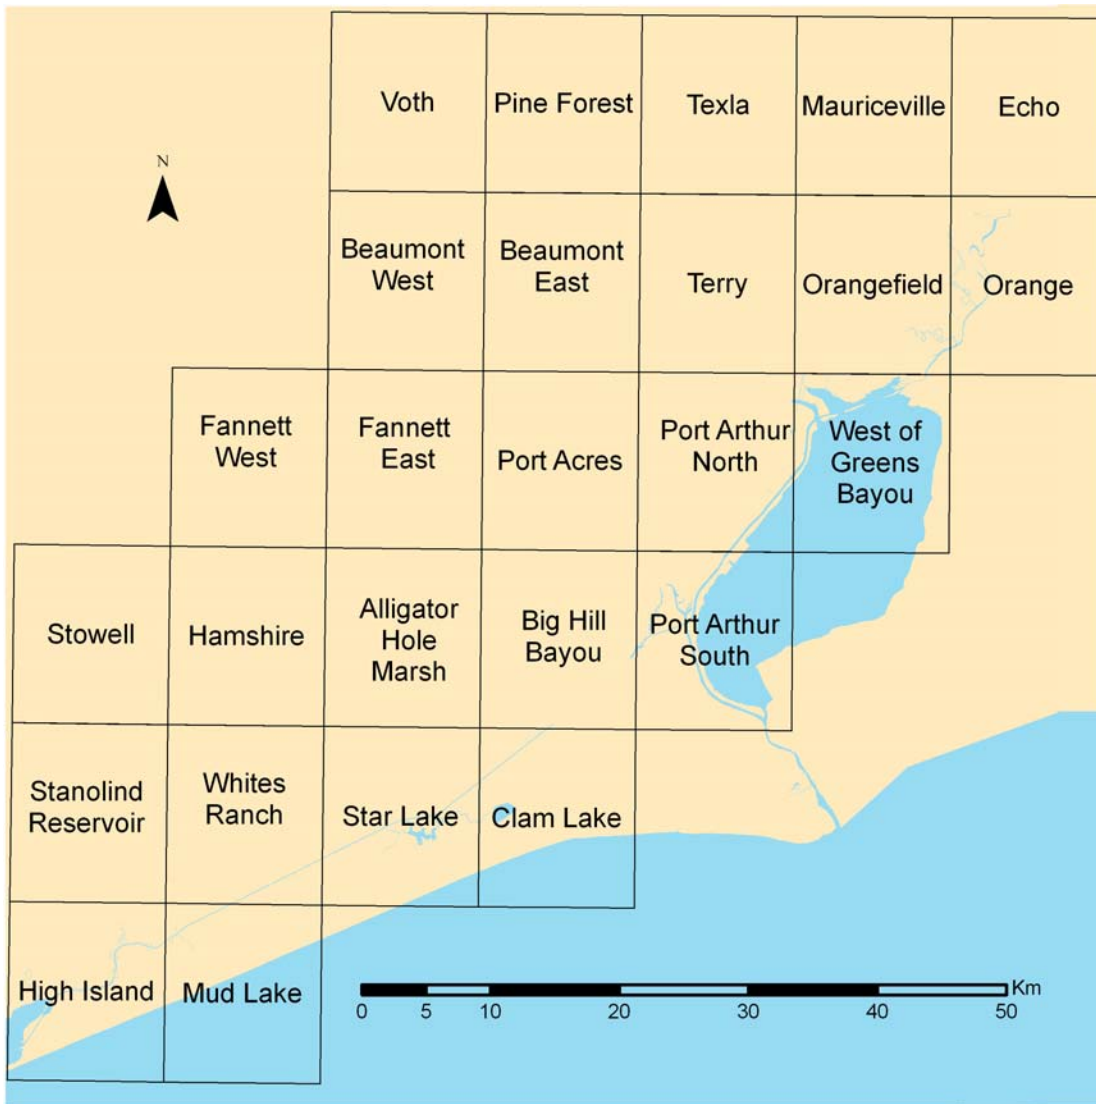 Voth
Pine Forest
Texla
Mauriceville
Echo
N
Beaumont
West
Beaumont
East
Terry
Orangefield
Orange
Fannett
West
Fannett
East
Port Acres
Port Arthur
North
West of
Greens
Bayou
Stowell
Hamshire
Alligator
Hole
Marsh
Big Hill
Bayou
Port Arthur
South
Stanolind
Reservoir
Whites
Ranch
Star Lake
Clam Lake
High Island
Mud Lake
Km
0 5 10 20 30 40 50